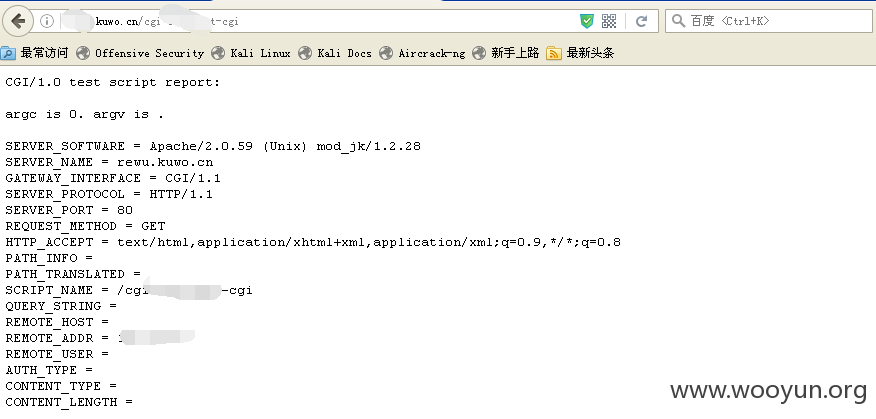 kuwo.cn/cgi t-cgi
百度 <Ctrl+K>
最常访问 Offensive Security Kali Linux Kali Docs Aircrack-ng 新手上路 最新头条
CGI/1.0 test script report:
argc is 0. argv is .
SERVER_SOFTWARE = Apache/2.0.59 (Unix) mod_jk/1.2.28
SERVER_NAME = rewu.kuwo.cn
GATEWAY_INTERFACE = CGI/1.1
SERVER_PROTOCOL = HTTP/1.1
SERVER_PORT = 80
REQUEST_METHOD = GET
HTTP_ACCEPT = text/html,application/xhtml+xml,application/xml;q=0.9,*/*;q=0.8
PATH_INFO =
PATH_TRANSLATED =
SCRIPT_NAME = /cgi -cgi
QUERY_STRING =
REMOTE_HOST =
REMOTE_ADDR =
REMOTE_USER =
AUTH_TYPE =
CONTENT_TYPE =
CONTENT_LENGTH =
www.wooyun.org